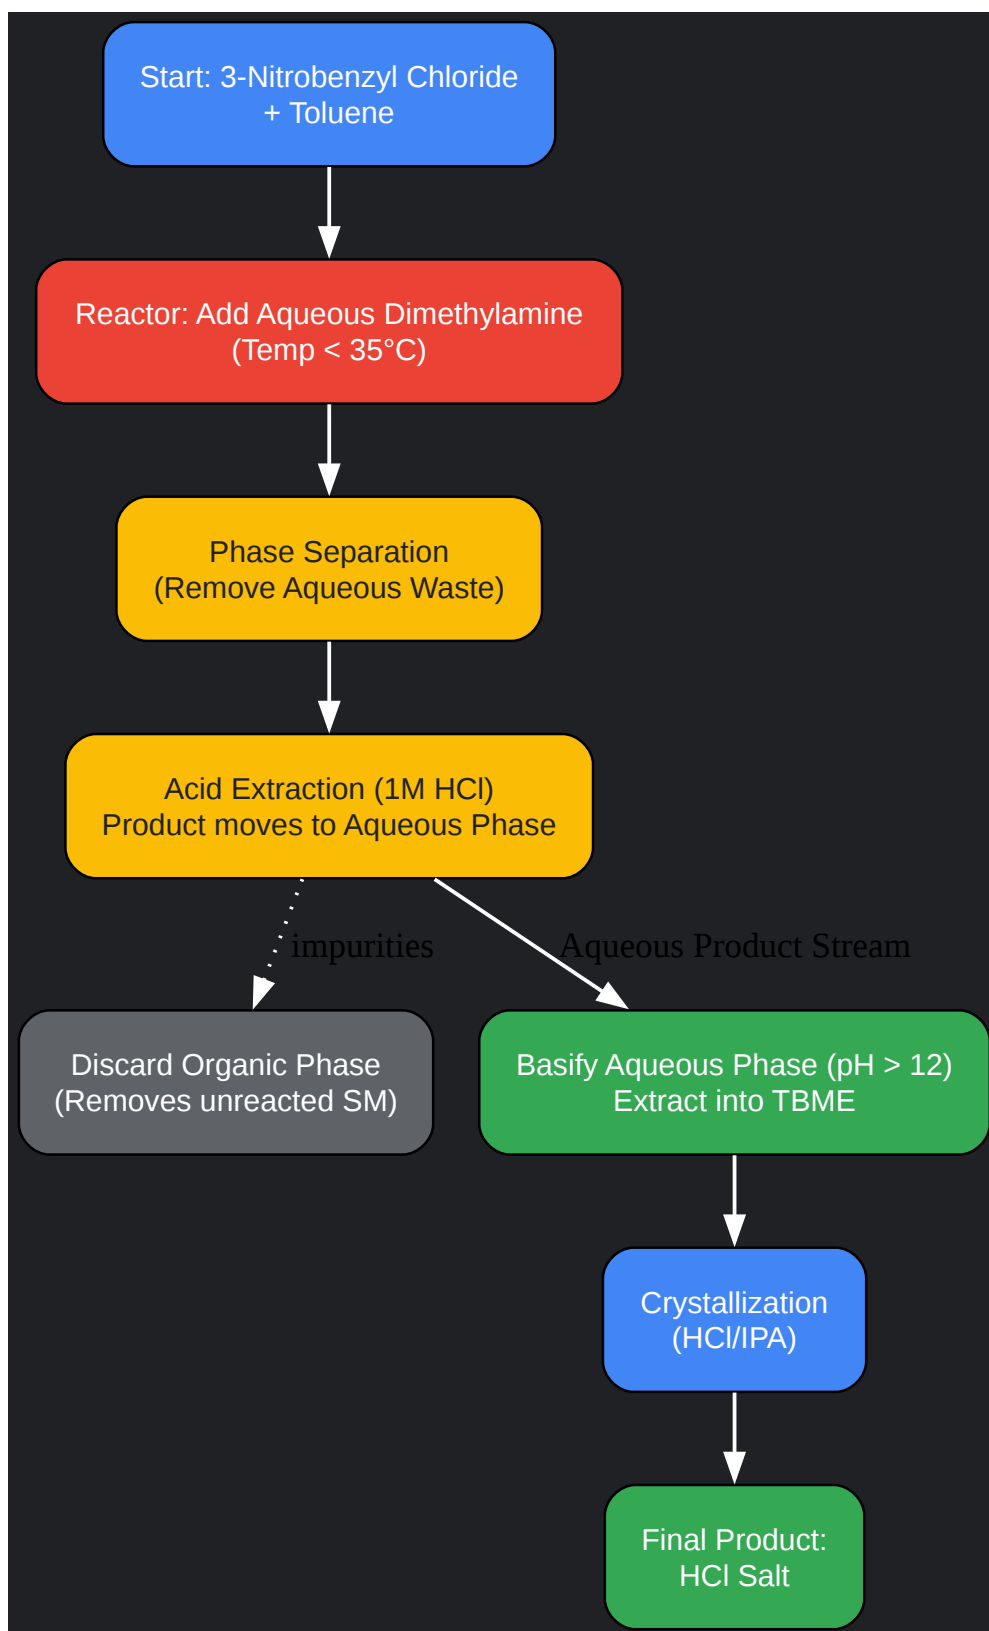 Start: 3-Nitrobenzyl Chloride
+ Toluene
Reactor: Add Aqueous Dimethylamine
(Temp < 35°C)
Phase Separation
(Remove Aqueous Waste)
Acid Extraction (1M HCl)
Product moves to Aqueous Phase
impurities
Aqueous Product Stream
Discard Organic Phase
(Removes unreacted SM)
Basify Aqueous Phase (pH > 12)
Extract into TBME
Crystallization
(HCl/IPA)
Final Product:
HCl Salt